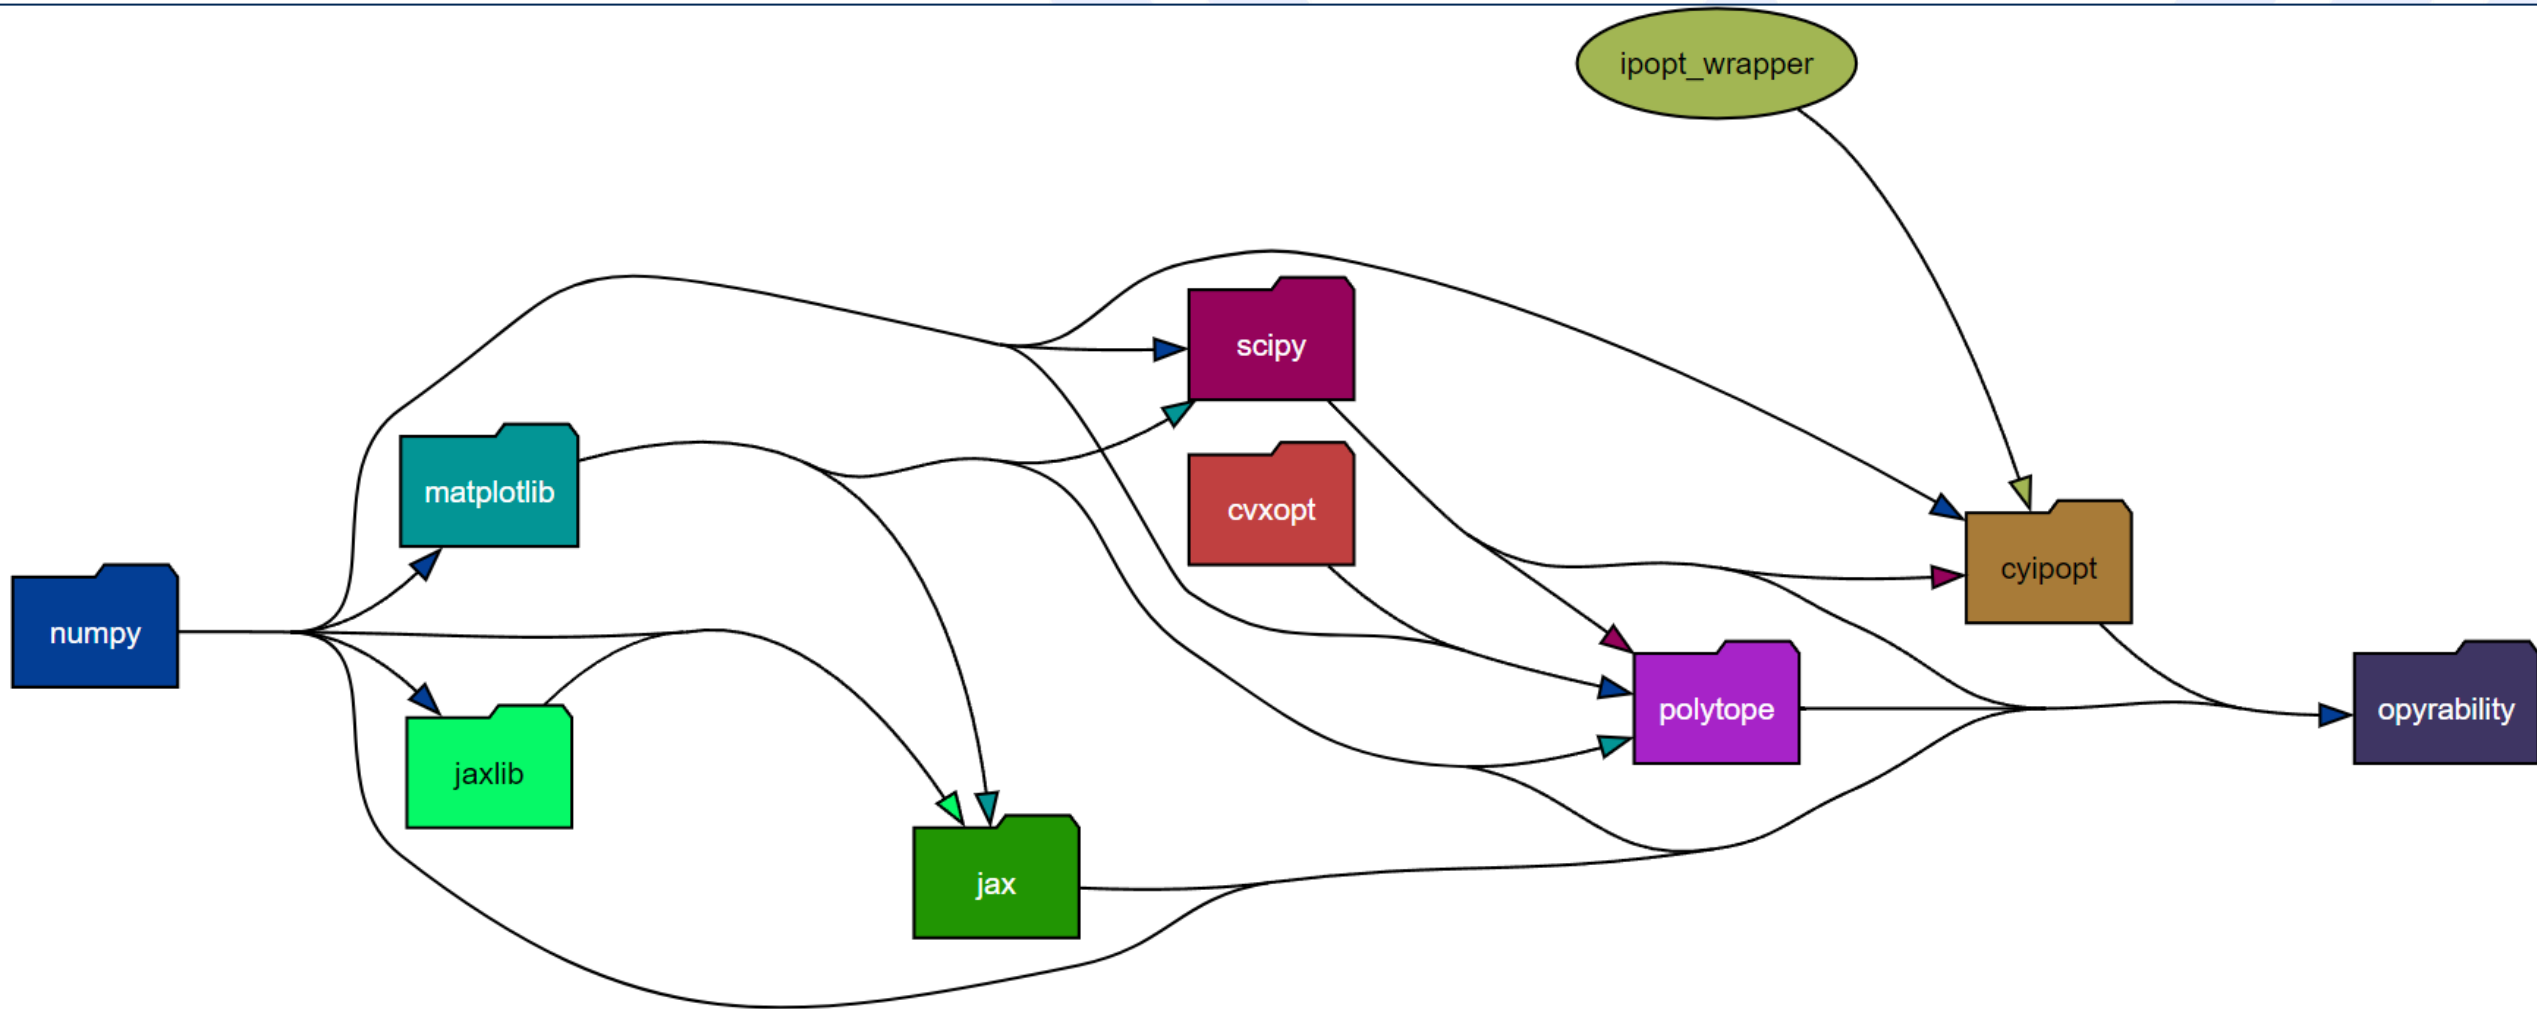 ipopt_wrapper
scipy
matplotlib
cvxopt
cyipopt
numpy
polytope
opyrability
jaxlib
jax